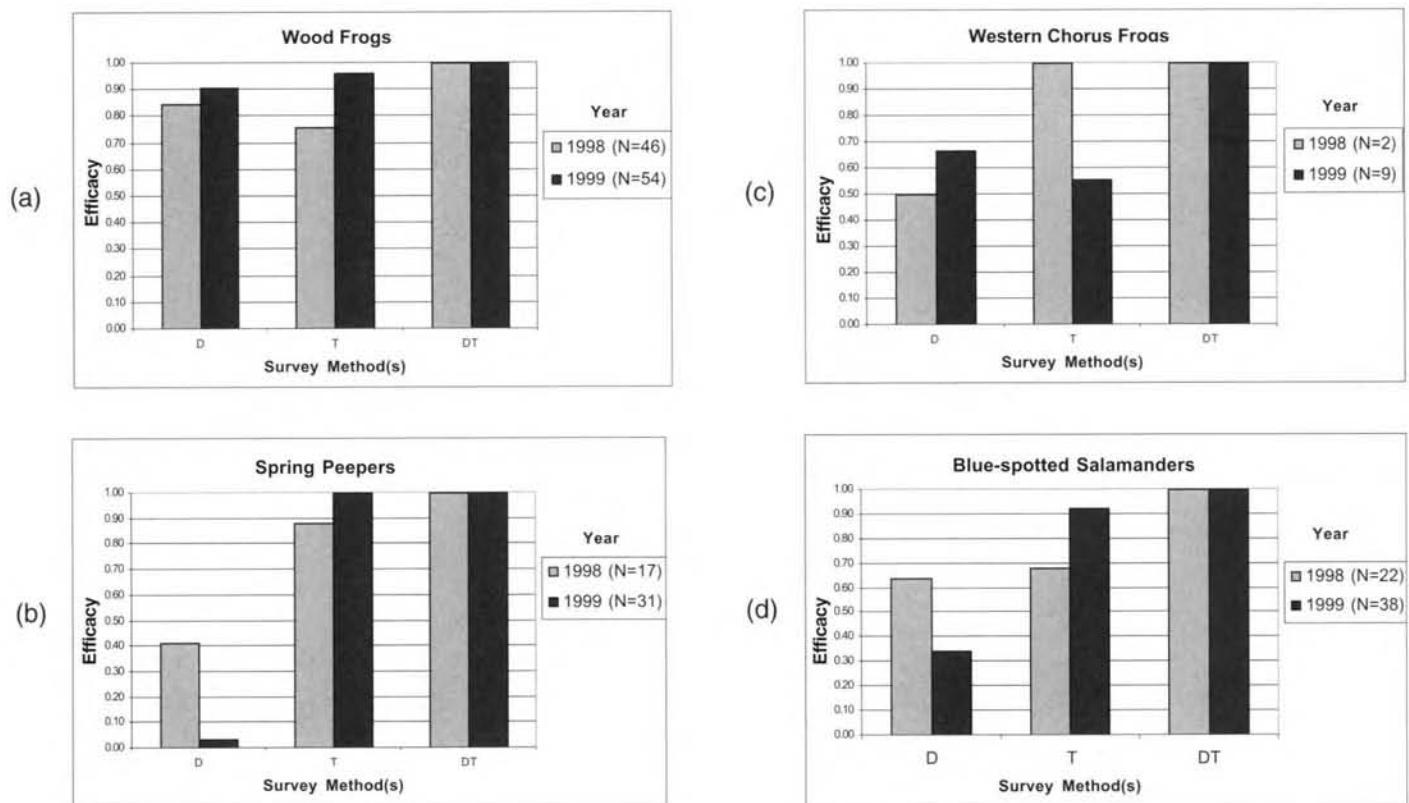 (a)
Wood Frogs
Efficacy
1.00
0.90
0.80
0.70
0.60
0.50
0.40
0.30
0.20
0.10
0.00
D T DT
Survey Method(s)
Year
1998 (N=46)
1999 (N=54)
(b)
Spring Peepers
Efficacy
1.00
0.90
0.80
0.70
0.60
0.50
0.40
0.30
0.20
0.10
0.00
D T DT
Survey Method(s)
Year
1998 (N=17)
1999 (N=31)
(c)
Western Chorus Frogs
Efficacy
1.00
0.90
0.80
0.70
0.60
0.50
0.40
0.30
0.20
0.10
0.00
D T DT
Survey Method(s)
Year
1998 (N=2)
1999 (N=9)
(d)
Blue-spotted Salamanders
Efficacy
1.00
0.90
0.80
0.70
0.60
0.50
0.40
0.30
0.20
0.10
0.00
D T DT
Survey Method(s)
Year
1998 (N=22)
1999 (N=38)